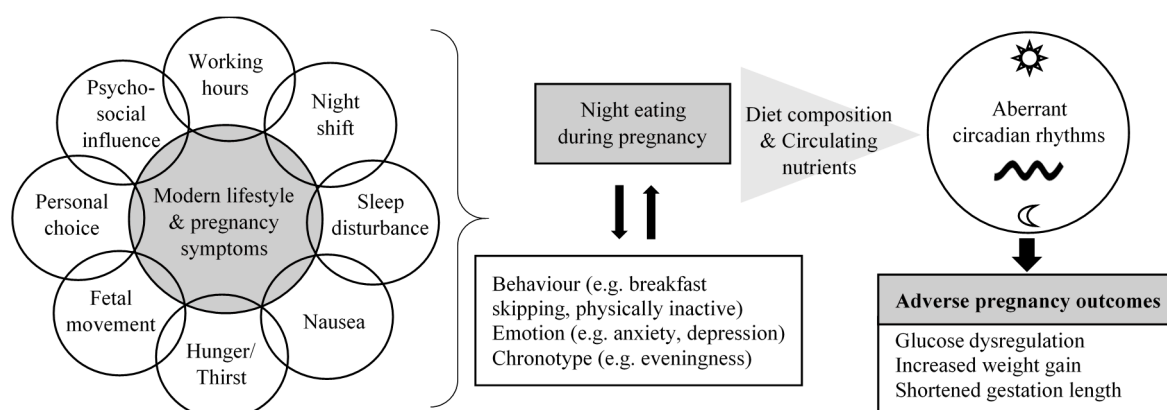 Working
hours
Night
shift
Sleep
disturbance
Nausea
Hunger/
Thirst
Fetal
movement
Personal
choice
Psycho-
social
influence
Modern lifestyle
& pregnancy
symptoms
Night eating
during pregnancy
Behaviour (e.g. breakfast
skipping, physically inactive)
Emotion (e.g. anxiety, depression)
Chronotype (e.g. eveningness)
Diet composition
& Circulating
nutrients
Aberrant
circadian rhythms
Adverse pregnancy outcomes
Glucose dysregulation
Increased weight gain
Shortened gestation length